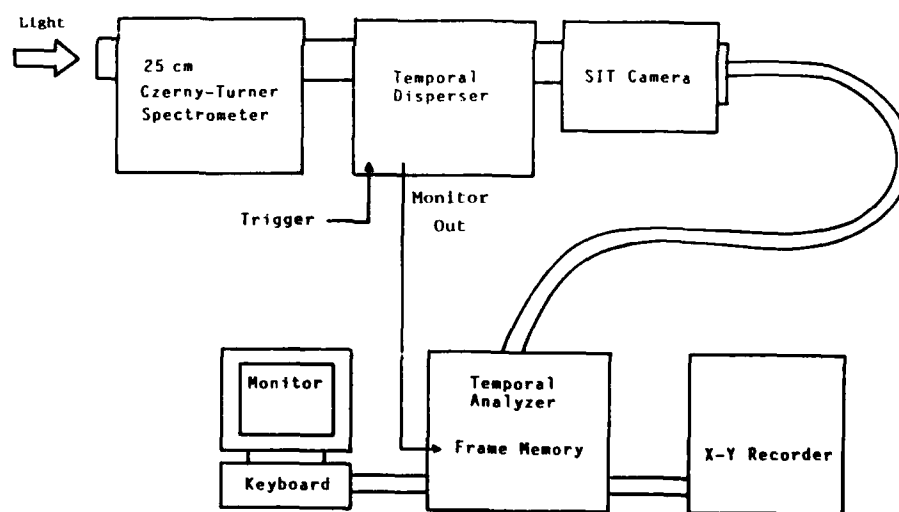 Light
25 cm
Czerny-Turner
Spectrometer
Temporal
Disperser
SIT Camera
Trigger
Monitor
Out
Monitor
Keyboard
Temporal
Analyzer
Frame Memory
X-Y Recorder